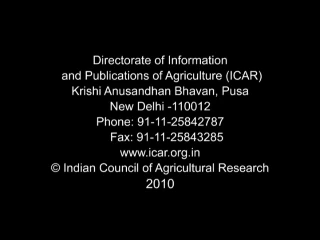 Directorate of Information
and Publications of Agriculture (ICAR)
Krishi Anusandhan Bhavan, Pusa
New Delhi -110012
Phone: 91-11-25842787
Fax: 91-11-25843285
www.icar.org.in
© Indian Council of Agricultural Research
2010